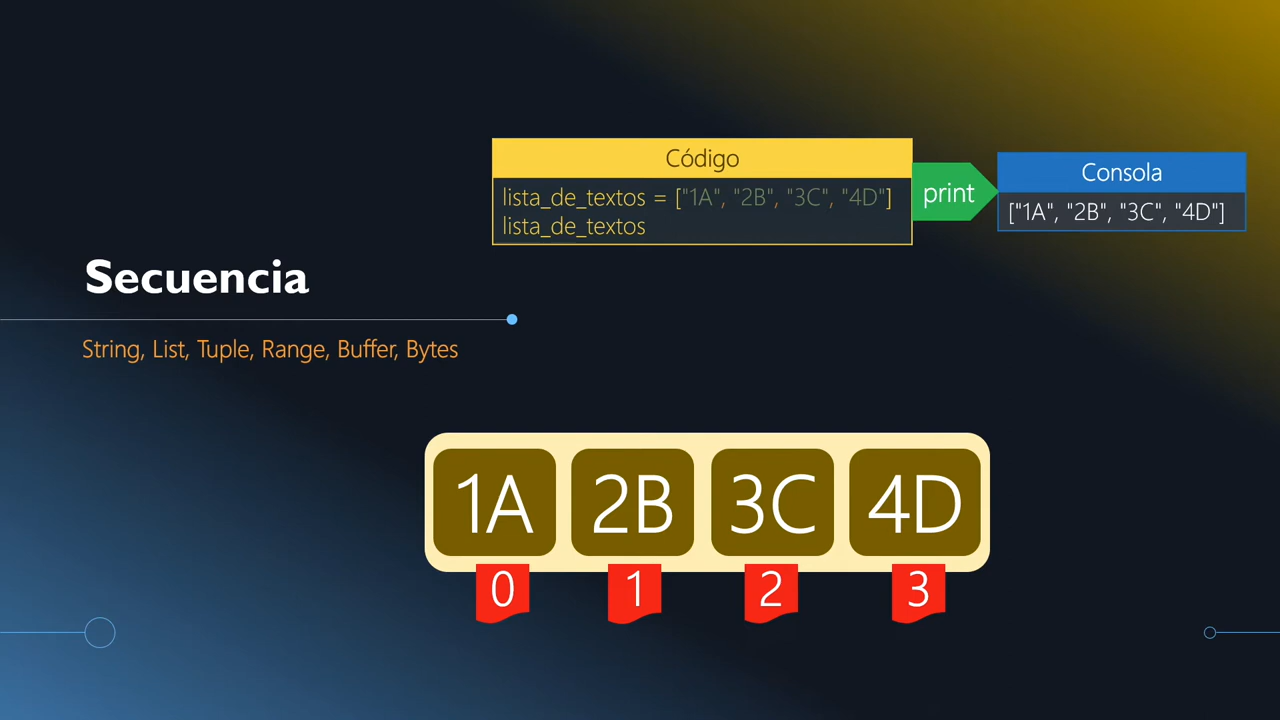 Código
lista_de_textos = ["1A", "2B", "3C", "4D"]
lista_de_textos
print
Consola
["1A", "2B", "3C", "4D"]
Secuencia
String, List, Tuple, Range, Buffer, Bytes
1A 2B 3C 4D
0 1 2 3